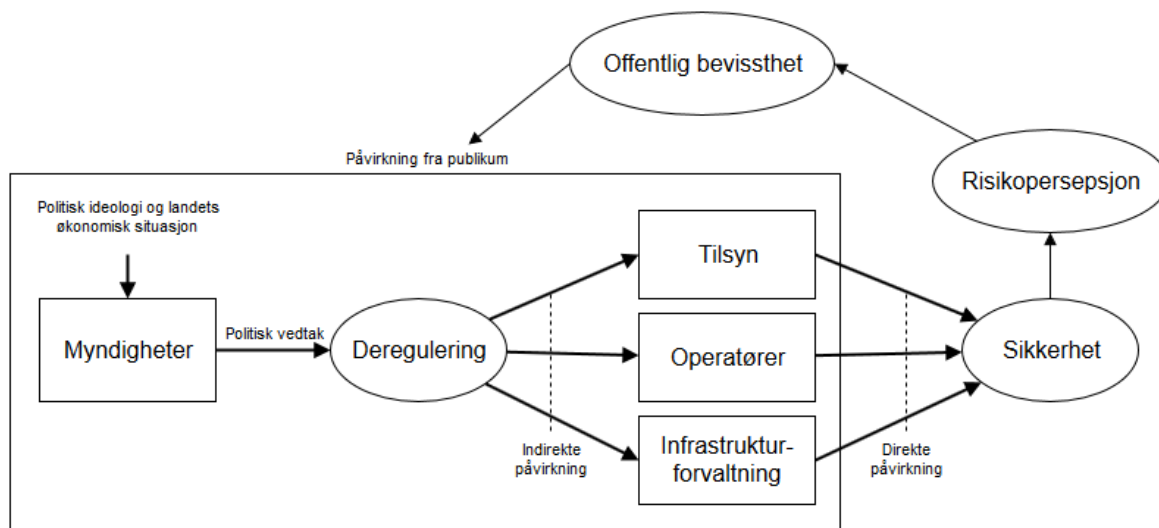 Offentlig bevissthet
Påvirkning fra publikum
Risikopersepsjon
Politisk ideologi og landets
økonomisk situasjon
Tilsyn
Myndigheter
Politisk vedtak
Deregulering
Operatører
Sikkerhet
Indirekte
påvirkning
Infrastruktur-
forvaltning
Direkte
påvirkning